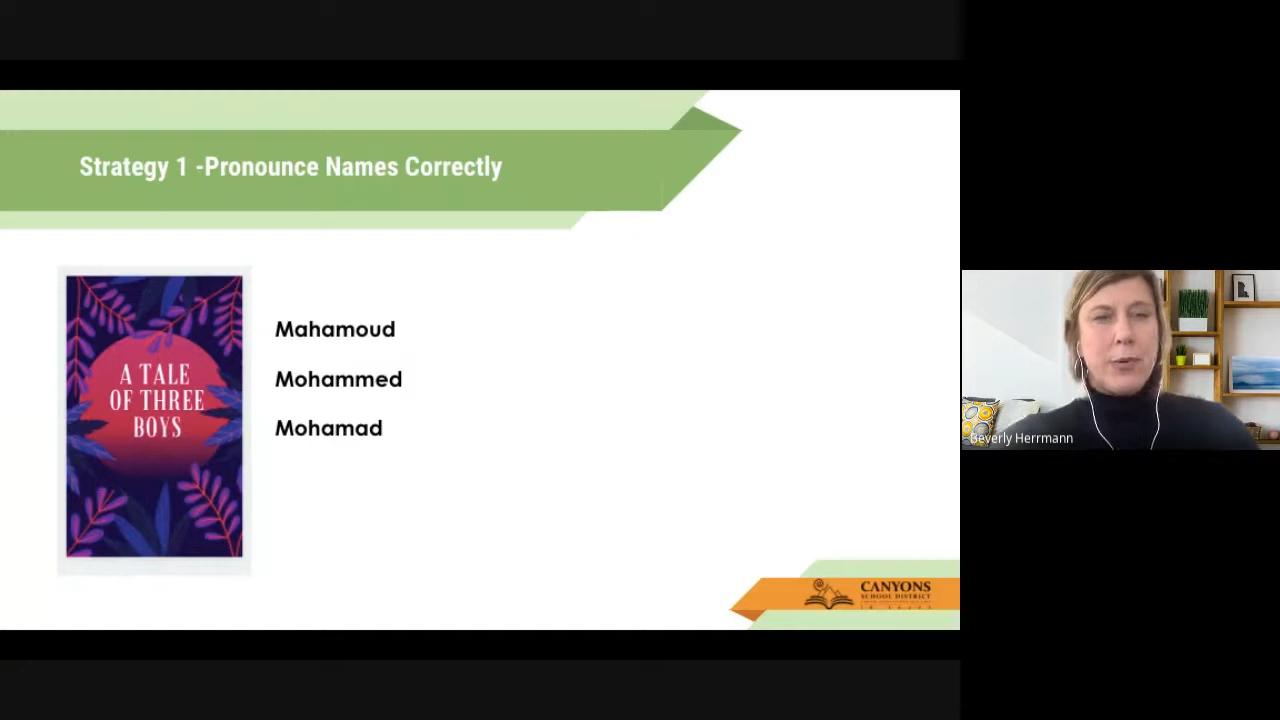 Strategy 1 -Pronounce Names Correctly
A TALE
OF THREE
BOYS
Mahamoud
Mohammed
Mohamad
Beverly Herrmann
CANYONS
SCHOOL DISTRICT